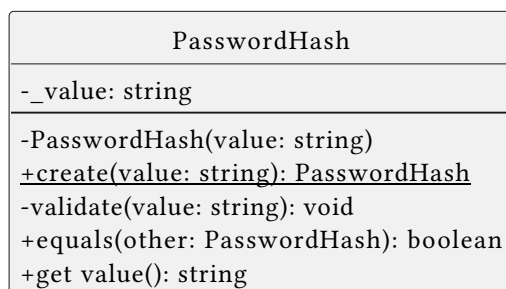 PasswordHash
-_value: string
-PasswordHash(value: string)
+create(value: string): PasswordHash
-validate(value: string): void
+equals(other: PasswordHash): boolean
+get value(): string